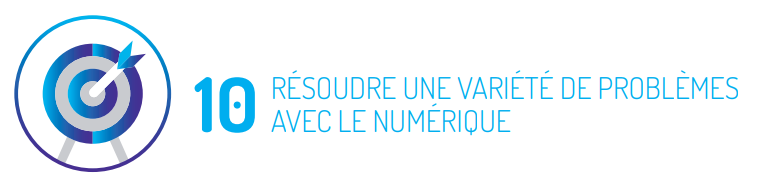 10 RÉSOUDRE UNE VARIÉTÉ DE PROBLÈMES
AVEC LE NUMÉRIQUE